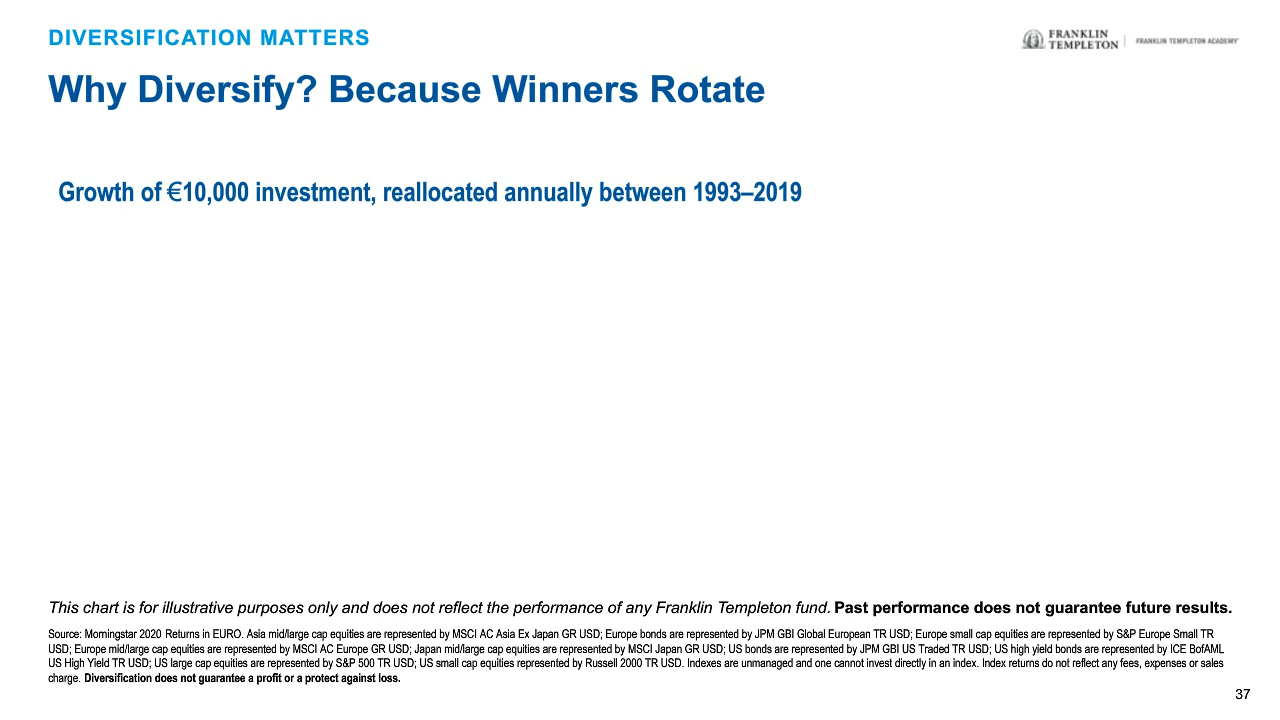 DIVERSIFICATION MATTERS
FRANKLIN
TEMPLETON
FRANKLIN TEMPLETON ACADEMY
Why Diversify? Because Winners Rotate
Growth of €10,000 investment, reallocated annually between 1993–2019
This chart is for illustrative purposes only and does not reflect the performance of any Franklin Templeton fund. Past performance does not guarantee future results.
Source: Morningstar 2020 Returns in EURO. Asia mid/large cap equities are represented by MSCI AC Asia Ex Japan GR USD; Europe bonds are represented by JPM GBI Global European TR USD; Europe small cap equities are represented by S&P Europe Small TR
USD; Europe mid/large cap equities are represented by MSCI AC Europe GR USD; Japan mid/large cap equities are represented by MSCI Japan GR USD; US bonds are represented by JPM GBI US Traded TR USD; US high yield bonds are represented by ICE BofAML
US High Yield TR USD; US large cap equities are represented by S&P 500 TR USD; US small cap equities represented by Russell 2000 TR USD. Indexes are unmanaged and one cannot invest directly in an index. Index returns do not reflect any fees, expenses or sales
charge. Diversification does not guarantee a profit or a protect against loss.
37